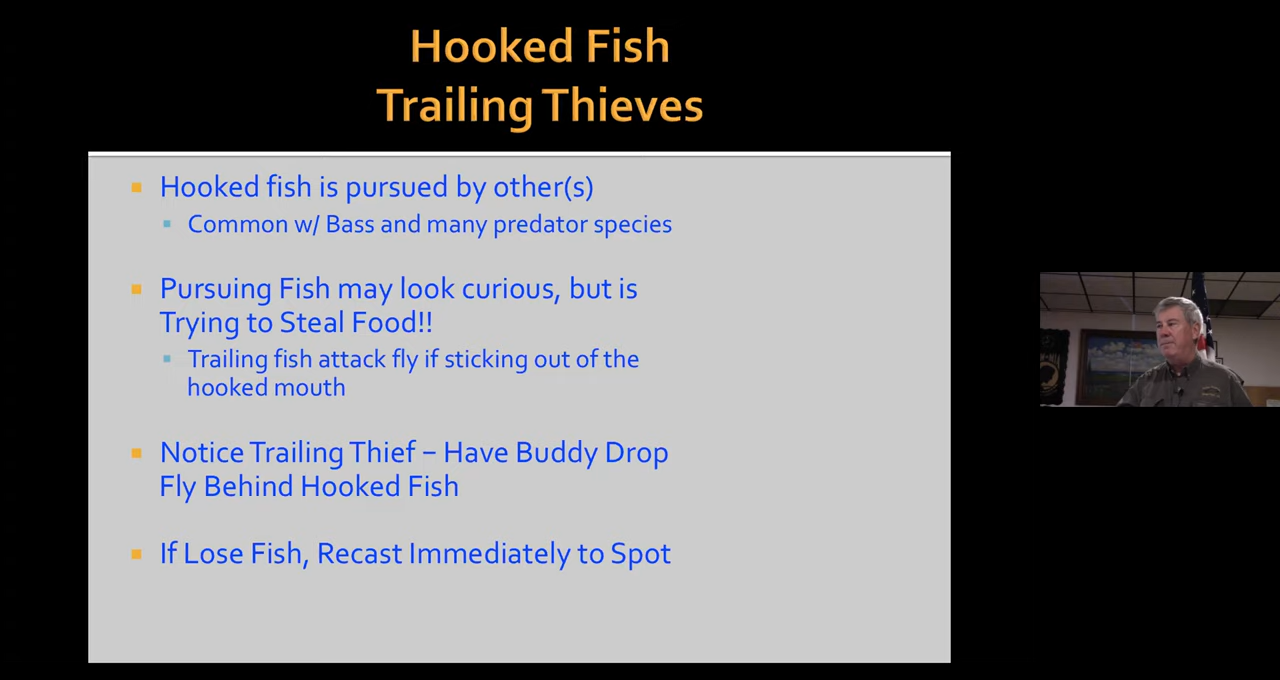 Hooked Fish
Trailing Thieves
Hooked fish is pursued by other(s)
Common w/ Bass and many predator species
Pursuing Fish may look curious, but is
Trying to Steal Food!!
Trailing fish attack fly if sticking out of the
hooked mouth
Notice Trailing Thief – Have Buddy Drop
Fly Behind Hooked Fish
If Lose Fish, Recast Immediately to Spot